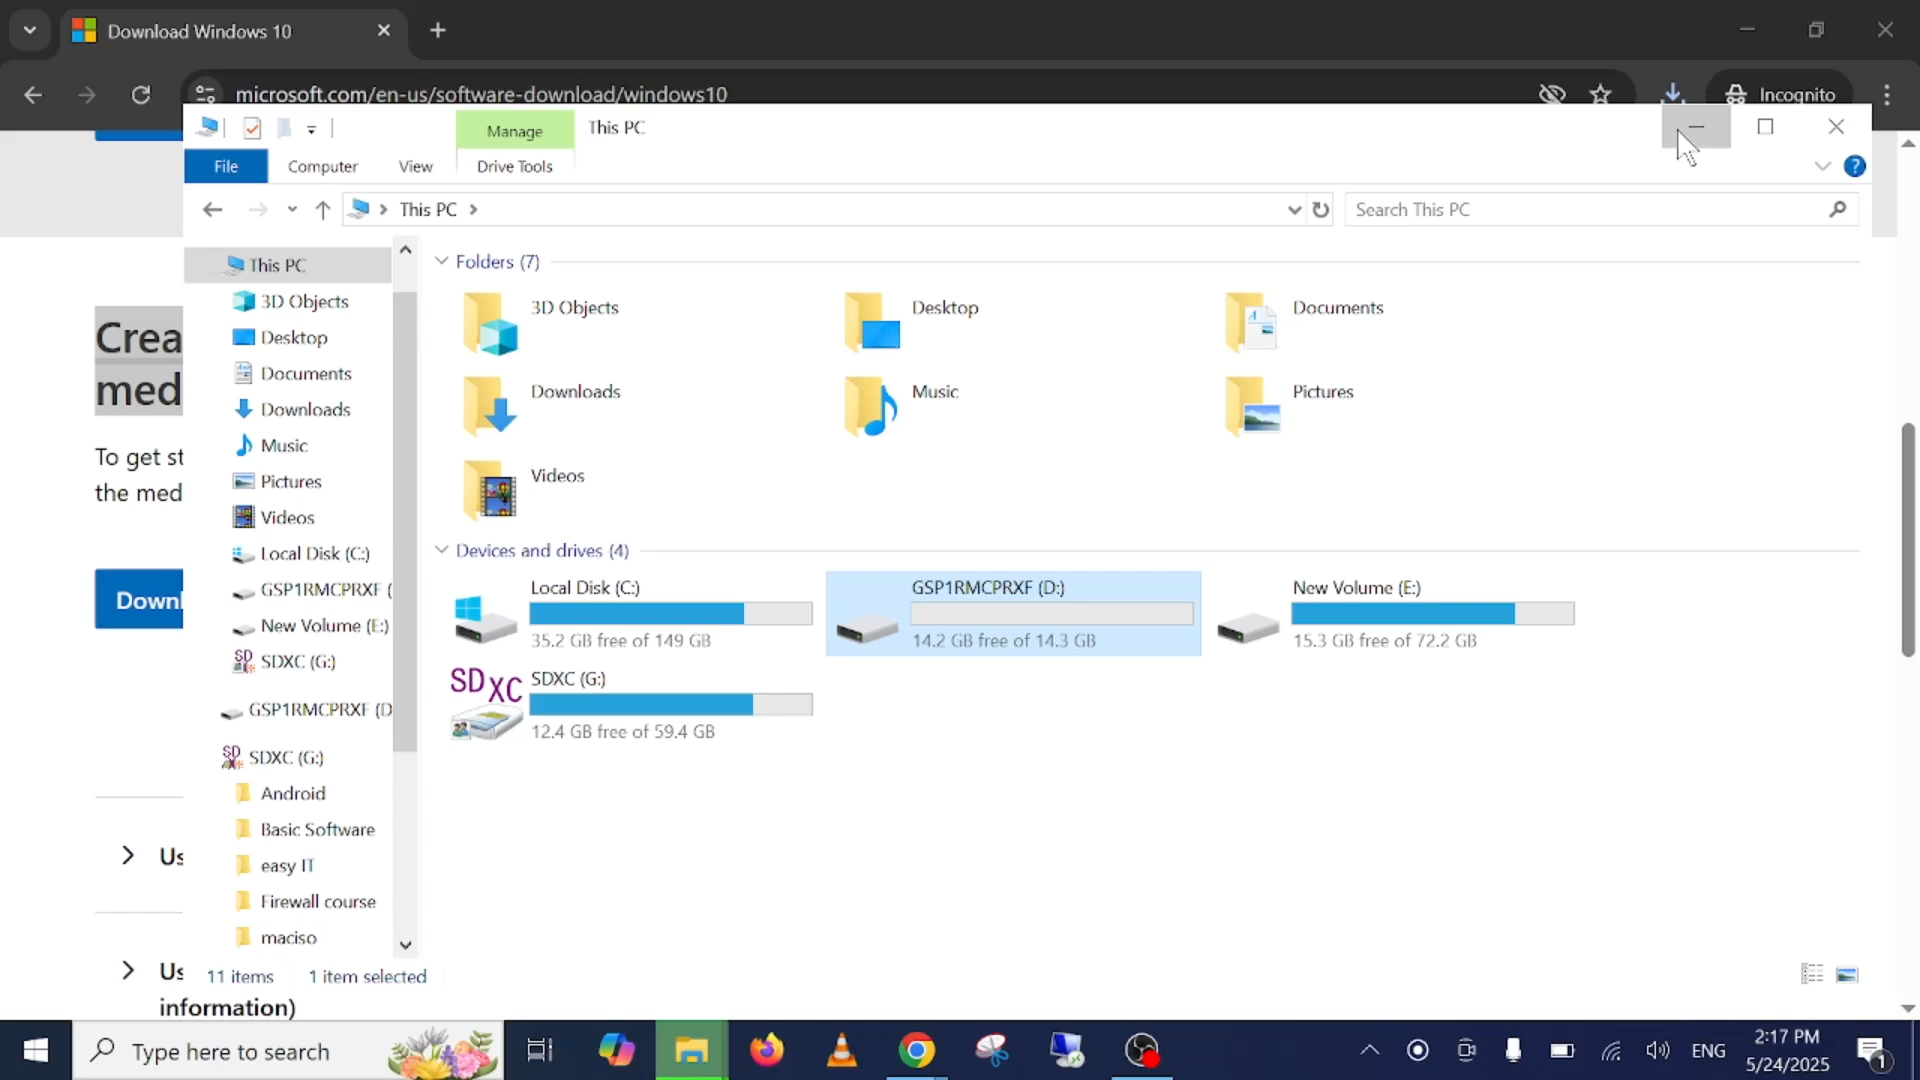 Download Windows 10
microsoft.com/en-us/software-download/windows10
Incognito
Manage
This PC
File
Computer
View
Drive Tools
This PC
Search This PC
This PC
3D Objects
Desktop
Documents
Downloads
Music
Pictures
Videos
Local Disk (C:)
GSP1RMCPRXF (
New Volume (E:)
SDXC (G:)
GSP1RMCPRXF (D
SDXC (G:)
Android
Basic Software
easy IT
Firewall course
maciso
Folders (7)
3D Objects
Desktop
Documents
Downloads
Music
Pictures
Videos
Devices and drives (4)
Local Disk (C:)
35.2 GB free of 149 GB
GSP1RMCPRXF (D:)
14.2 GB free of 14.3 GB
New Volume (E:)
15.3 GB free of 72.2 GB
SD XC
SDXC (G:)
12.4 GB free of 59.4 GB
11 items
1 item selected
Crea
med
To get st
the med
Downl
Us
Us
information)
Type here to search
ENG
2:17 PM
5/24/2025
1